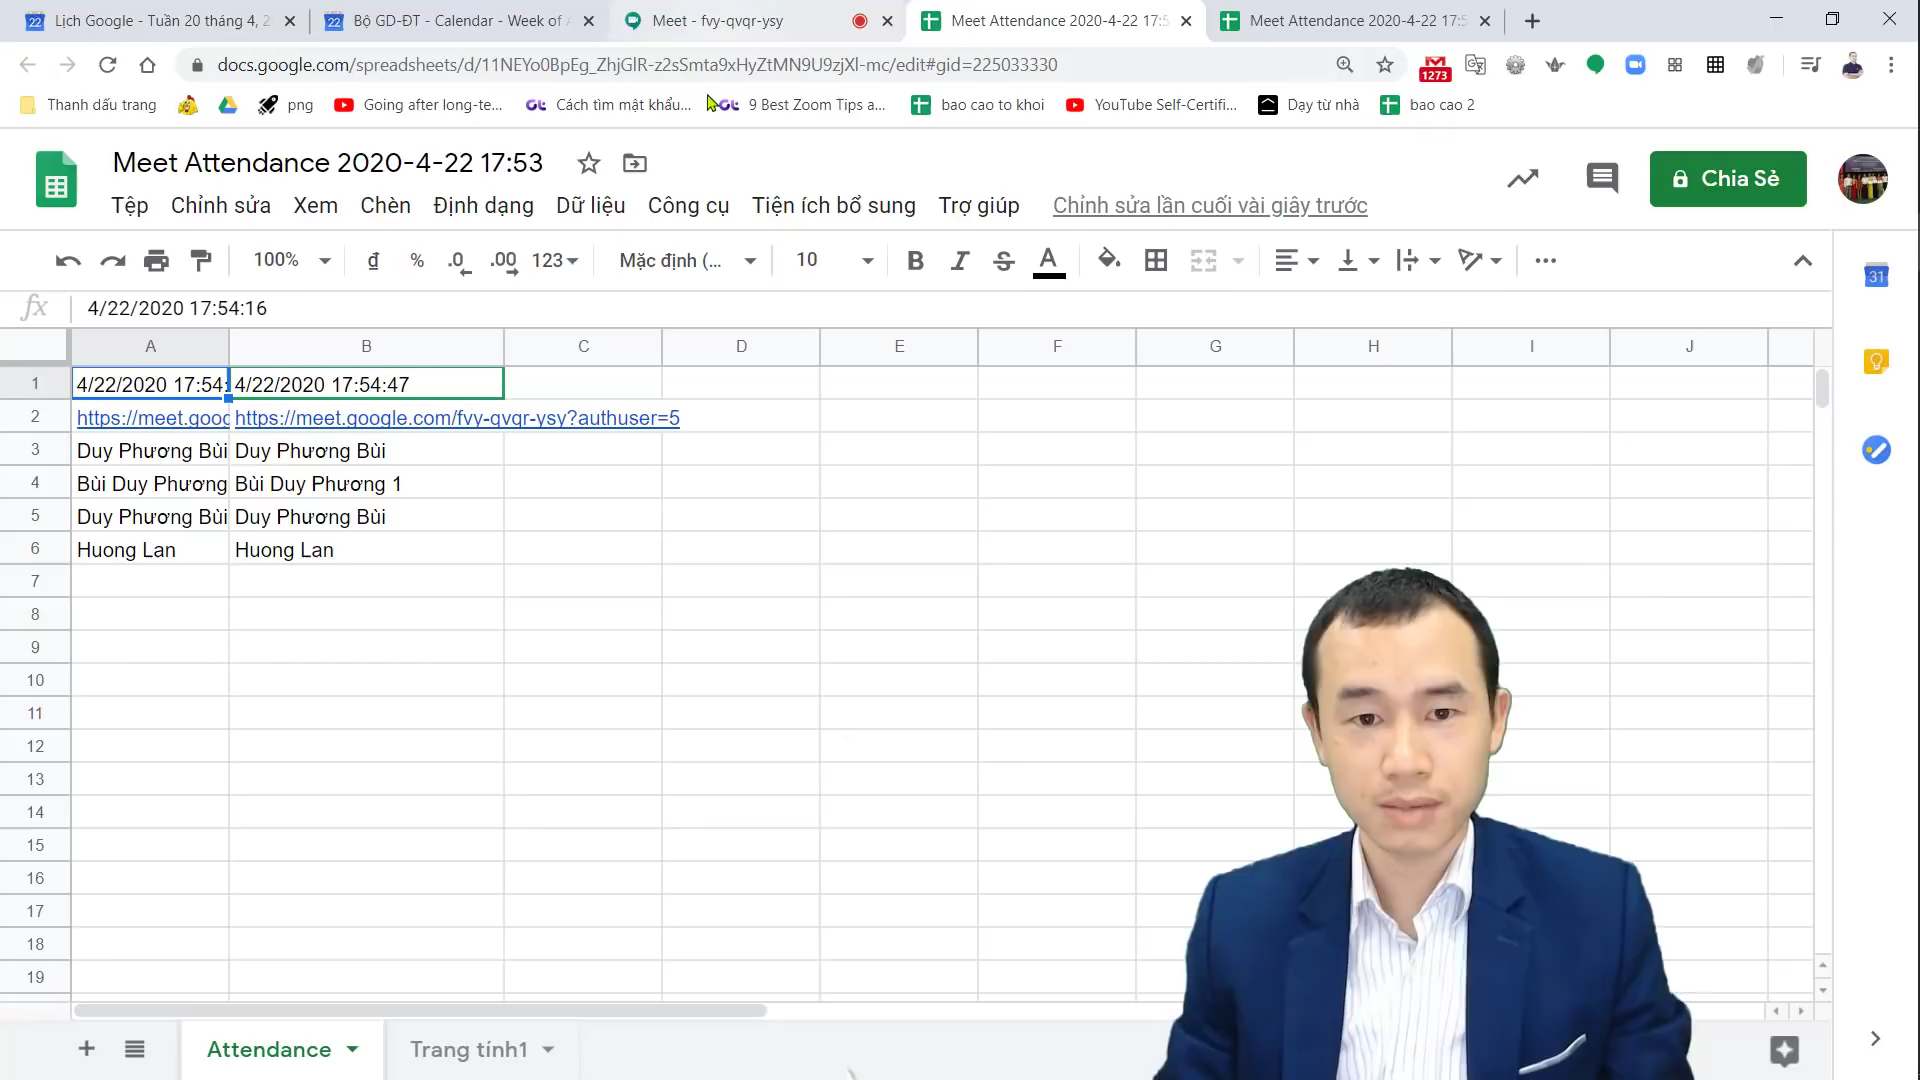 Lịch Google - Tuần 20 tháng 4, 2
Bộ GD-ĐT - Calendar - Week of A
Meet - fvy-qvqr-ysy
Meet Attendance 2020-4-22 17:5
Meet Attendance 2020-4-22 17:5
docs.google.com/spreadsheets/d/11NEYo0BpEg_ZhjGlR-z2sSmta9xHyZtMN9U9zjXl-mc/edit#gid=225033330
1273
Thanh dấu trang
png
Going after long-te...
Cách tìm mật khẩu...
9 Best Zoom Tips a...
bao cao to khoi
YouTube Self-Certifi...
Dạy từ nhà
bao cao 2
Meet Attendance 2020-4-22 17:53
Chia Sẻ
Tệp Chỉnh sửa Xem Chèn Định dạng Dữ liệu Công cụ Tiện ích bổ sung Trợ giúp Chỉnh sửa lần cuối vài giây trước
100% ₫ % .0 .00 123 Mặc định (... 10 B I S A
31
fx 4/22/2020 17:54:16
A B C D E F G H I J
1 4/22/2020 17:54: 4/22/2020 17:54:47
2 https://meet.goog https://meet.google.com/fvy-qvqr-ysy?authuser=5
3 Duy Phương Bùi Duy Phương Bùi
4 Bùi Duy Phương Bùi Duy Phương 1
5 Duy Phương Bùi Duy Phương Bùi
6 Huong Lan Huong Lan
7
8
9
10
11
12
13
14
15
16
17
18
19
Attendance Trang tính1